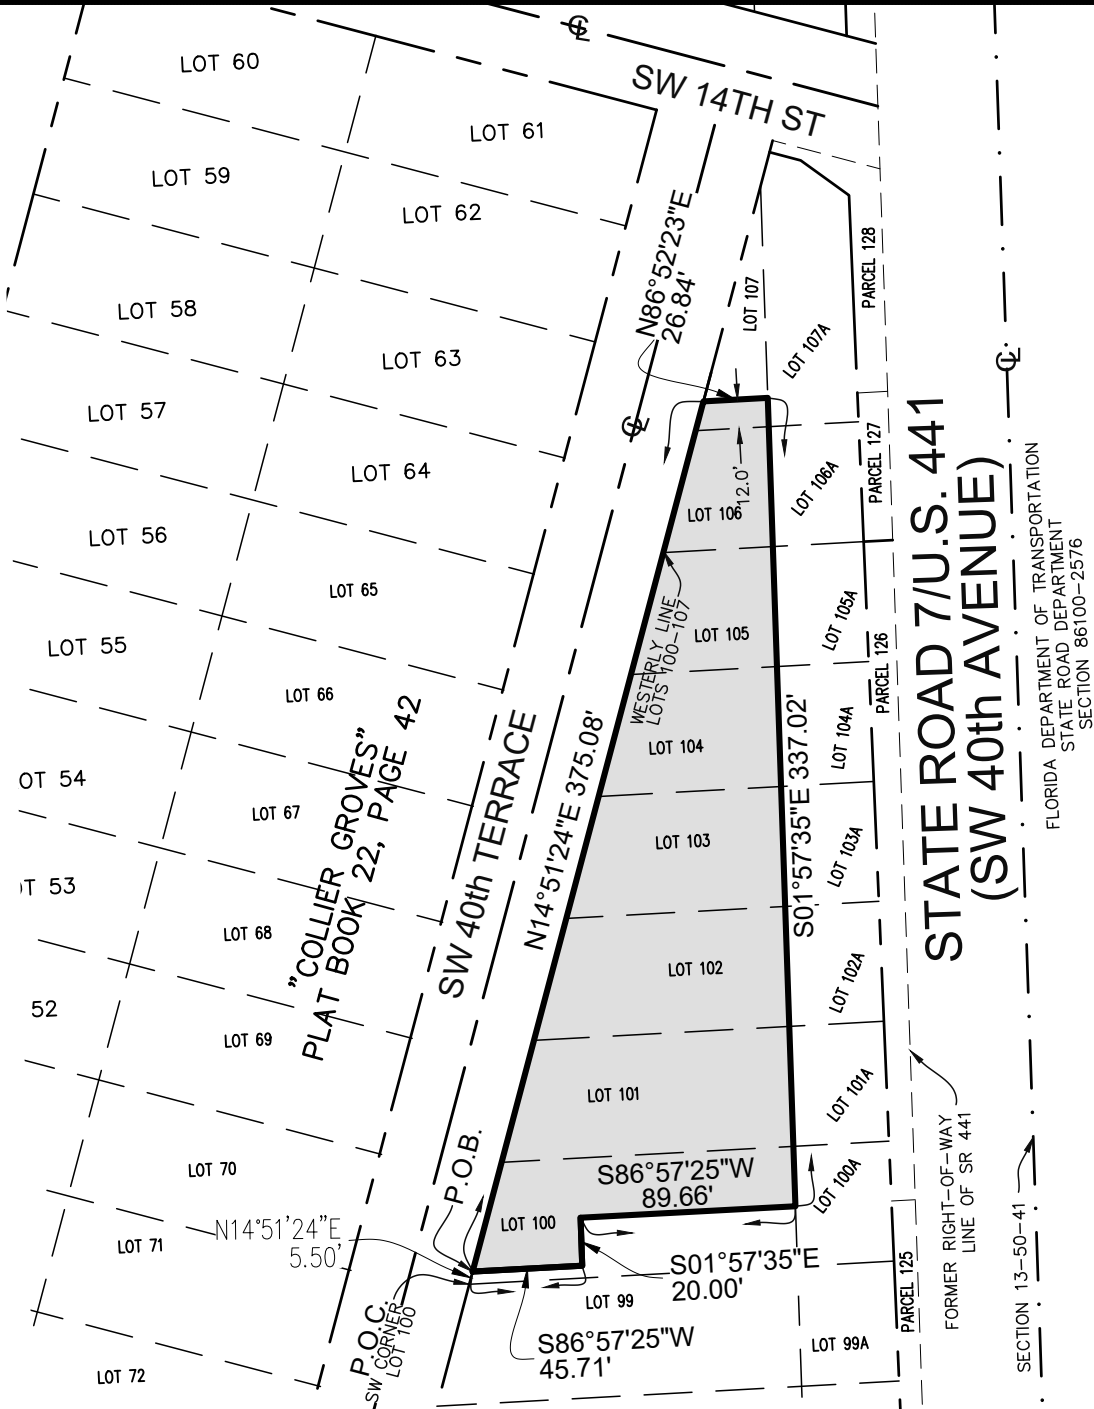 ℄
SW 14TH ST
LOT 60
LOT 61
LOT 59
LOT 62
LOT 58
LOT 63
LOT 57
LOT 64
LOT 56
LOT 65
LOT 55
LOT 66
OT 54
LOT 67
OT 53
LOT 68
52
LOT 69
LOT 70
LOT 71
LOT 72
"COLLIER GROVES"
PLAT BOOK 22, PAGE 42
SW 40th TERRACE
℄
N86°52'23"E
26.84'
LOT 107
LOT 107A
PARCEL 128
12.0'
LOT 106
LOT 106A
PARCEL 127
WESTERLY LINE
LOTS 100-107
LOT 105
LOT 105A
PARCEL 126
LOT 104
LOT 104A
N14°51'24"E 375.08'
S01°57'35"E 337.02'
LOT 103
LOT 103A
LOT 102
LOT 102A
LOT 101
LOT 101A
S86°57'25"W
89.66'
LOT 100
LOT 100A
P.O.B.
N14°51'24"E
5.50'
P.O.C.
SW CORNER
LOT 100
S01°57'35"E
20.00'
LOT 99
S86°57'25"W
45.71'
LOT 99A
PARCEL 125
FORMER RIGHT-OF-WAY
LINE OF SR 441
SECTION 13-50-41
STATE ROAD 7/U.S. 441
(SW 40th AVENUE)
℄
FLORIDA DEPARTMENT OF TRANSPORTATION
STATE ROAD DEPARTMENT
SECTION 86100-2576